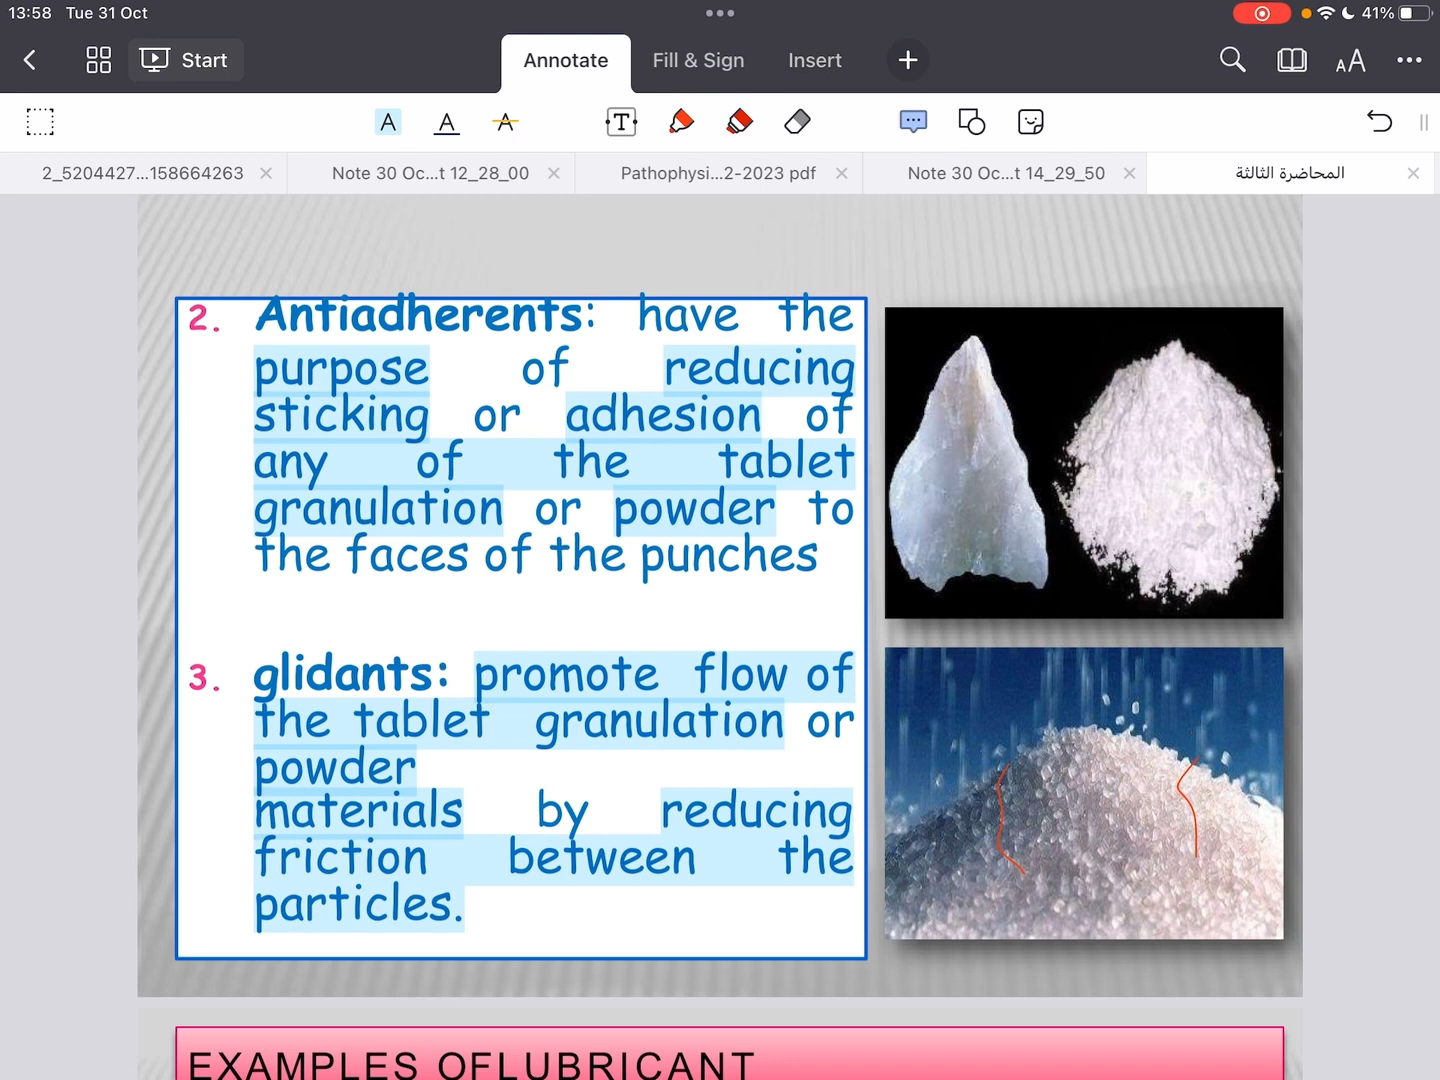 13:58 Tue 31 Oct
41%
Start
Annotate
Fill & Sign
Insert
2_5204427...158664263
Note 30 Oc...t 12_28_00
Pathophysi...2-2023 pdf
Note 30 Oc...t 14_29_50
المحاضرة الثالثة
2. Antiadherents: have the
purpose of reducing
sticking or adhesion of
any of the tablet
granulation or powder to
the faces of the punches
3. glidants: promote flow of
the tablet granulation or
powder
materials by reducing
friction between the
particles.
EXAMPLES OFLUBRICANT